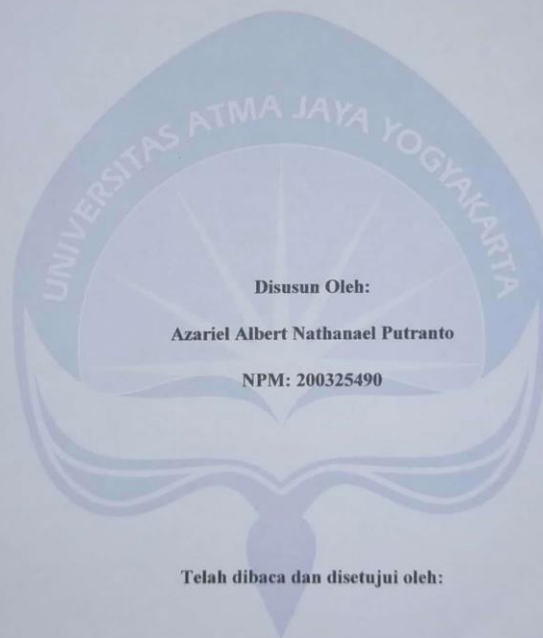 UNIVERSITAS ATMA JAYA YOGYAKARTA
Disusun Oleh:
Azariel Albert Nathanael Putranto
NPM: 200325490
Telah dibaca dan disetujui oleh: